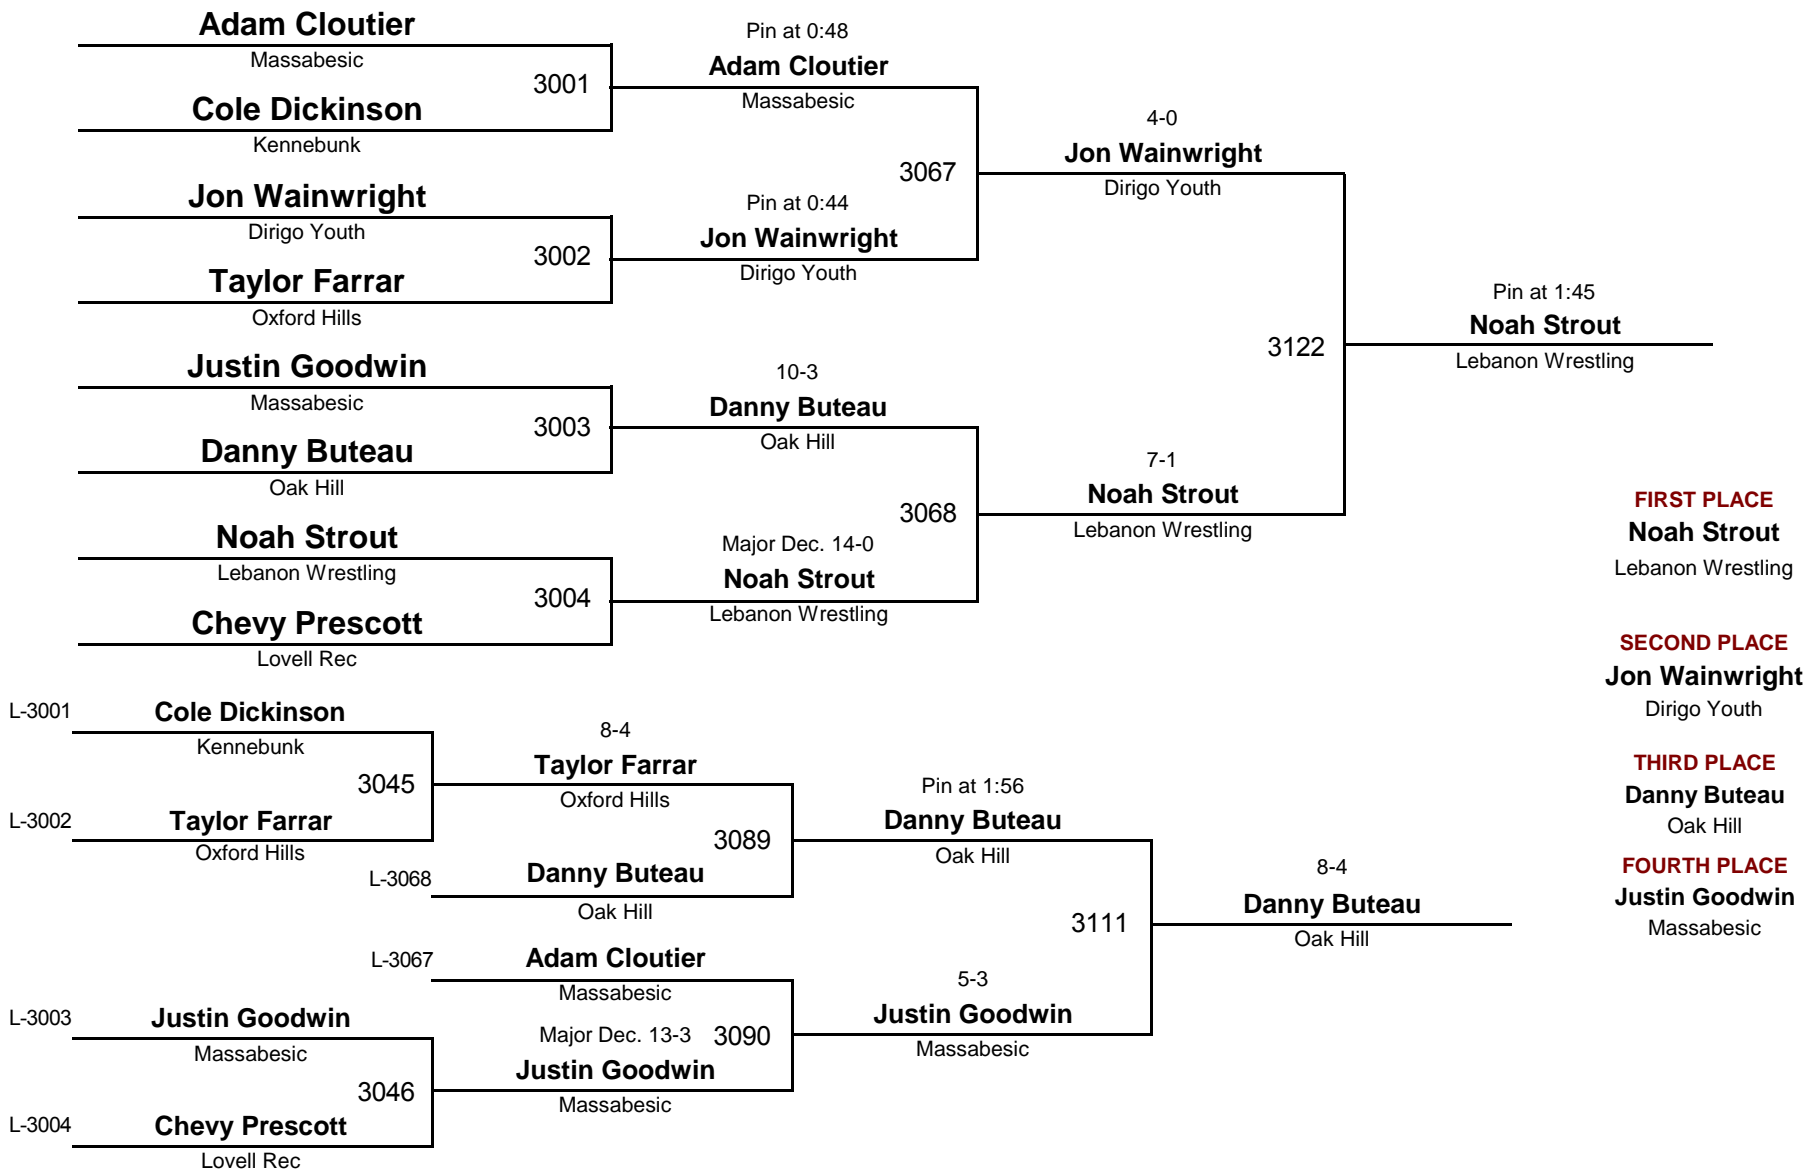 Adam Cloutier
Massabesic
3001
Cole Dickinson
Kennebunk
Jon Wainwright
Dirigo Youth
3002
Taylor Farrar
Oxford Hills
Justin Goodwin
Massabesic
3003
Danny Buteau
Oak Hill
Noah Strout
Lebanon Wrestling
3004
Chevy Prescott
Lovell Rec
Pin at 0:48
Adam Cloutier
Massabesic
3067
Pin at 0:44
Jon Wainwright
Dirigo Youth
10-3
Danny Buteau
Oak Hill
3068
Major Dec. 14-0
Noah Strout
Lebanon Wrestling
4-0
Jon Wainwright
Dirigo Youth
3122
7-1
Noah Strout
Lebanon Wrestling
Pin at 1:45
Noah Strout
Lebanon Wrestling
FIRST PLACE
Noah Strout
Lebanon Wrestling
SECOND PLACE
Jon Wainwright
Dirigo Youth
THIRD PLACE
Danny Buteau
Oak Hill
FOURTH PLACE
Justin Goodwin
Massabesic
L-3001
Cole Dickinson
Kennebunk
3045
L-3002
Taylor Farrar
Oxford Hills
8-4
Taylor Farrar
Oxford Hills
3089
L-3068
Danny Buteau
Oak Hill
L-3067
Adam Cloutier
Massabesic
3090
L-3003
Justin Goodwin
Massabesic
3046
L-3004
Chevy Prescott
Lovell Rec
Major Dec. 13-3
Justin Goodwin
Massabesic
Pin at 1:56
Danny Buteau
Oak Hill
3111
5-3
Justin Goodwin
Massabesic
8-4
Danny Buteau
Oak Hill